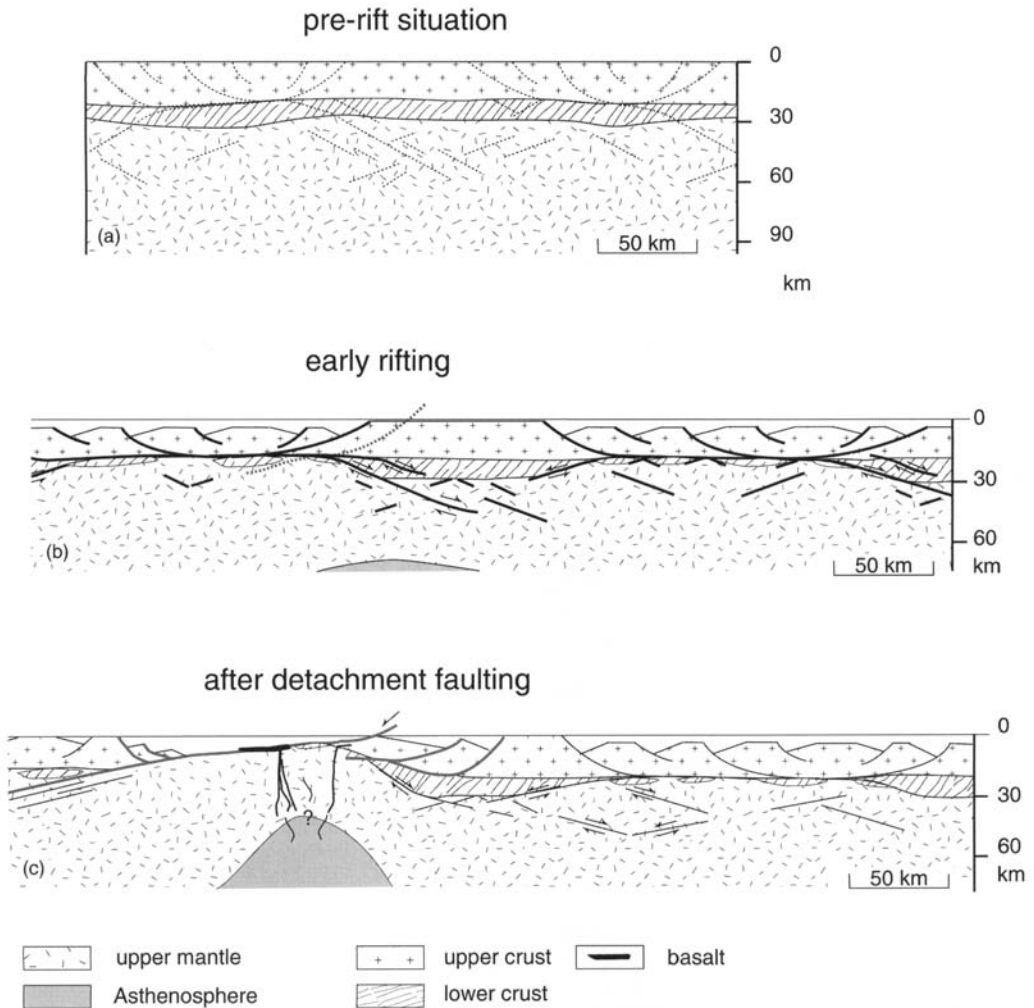 pre-rift situation
0
30
60
90
km
(a)
50 km
early rifting
0
30
60
km
(b)
50 km
after detachment faulting
0
30
60
km
?
(c)
50 km
upper mantle
upper crust
basalt
Asthenosphere
lower crust